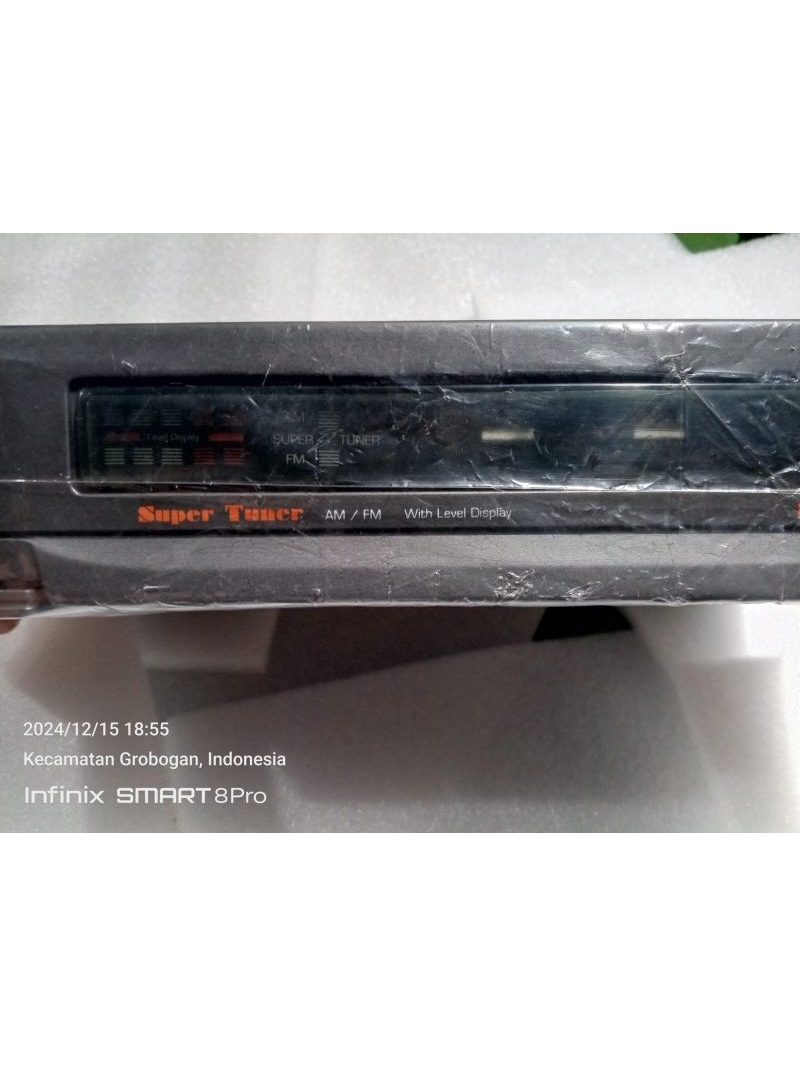 AM
Level Display
SUPER TUNER
FM
Super Tuner AM / FM With Level Display
2024/12/15 18:55
Kecamatan Grobogan, Indonesia
Infinix SMART 8Pro